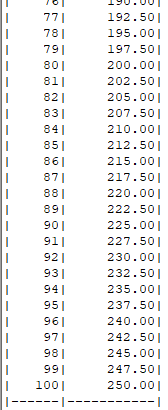 | 76| 190.00|
| 77| 192.50|
| 78| 195.00|
| 79| 197.50|
| 80| 200.00|
| 81| 202.50|
| 82| 205.00|
| 83| 207.50|
| 84| 210.00|
| 85| 212.50|
| 86| 215.00|
| 87| 217.50|
| 88| 220.00|
| 89| 222.50|
| 90| 225.00|
| 91| 227.50|
| 92| 230.00|
| 93| 232.50|
| 94| 235.00|
| 95| 237.50|
| 96| 240.00|
| 97| 242.50|
| 98| 245.00|
| 99| 247.50|
| 100| 250.00|
|------|-----------|